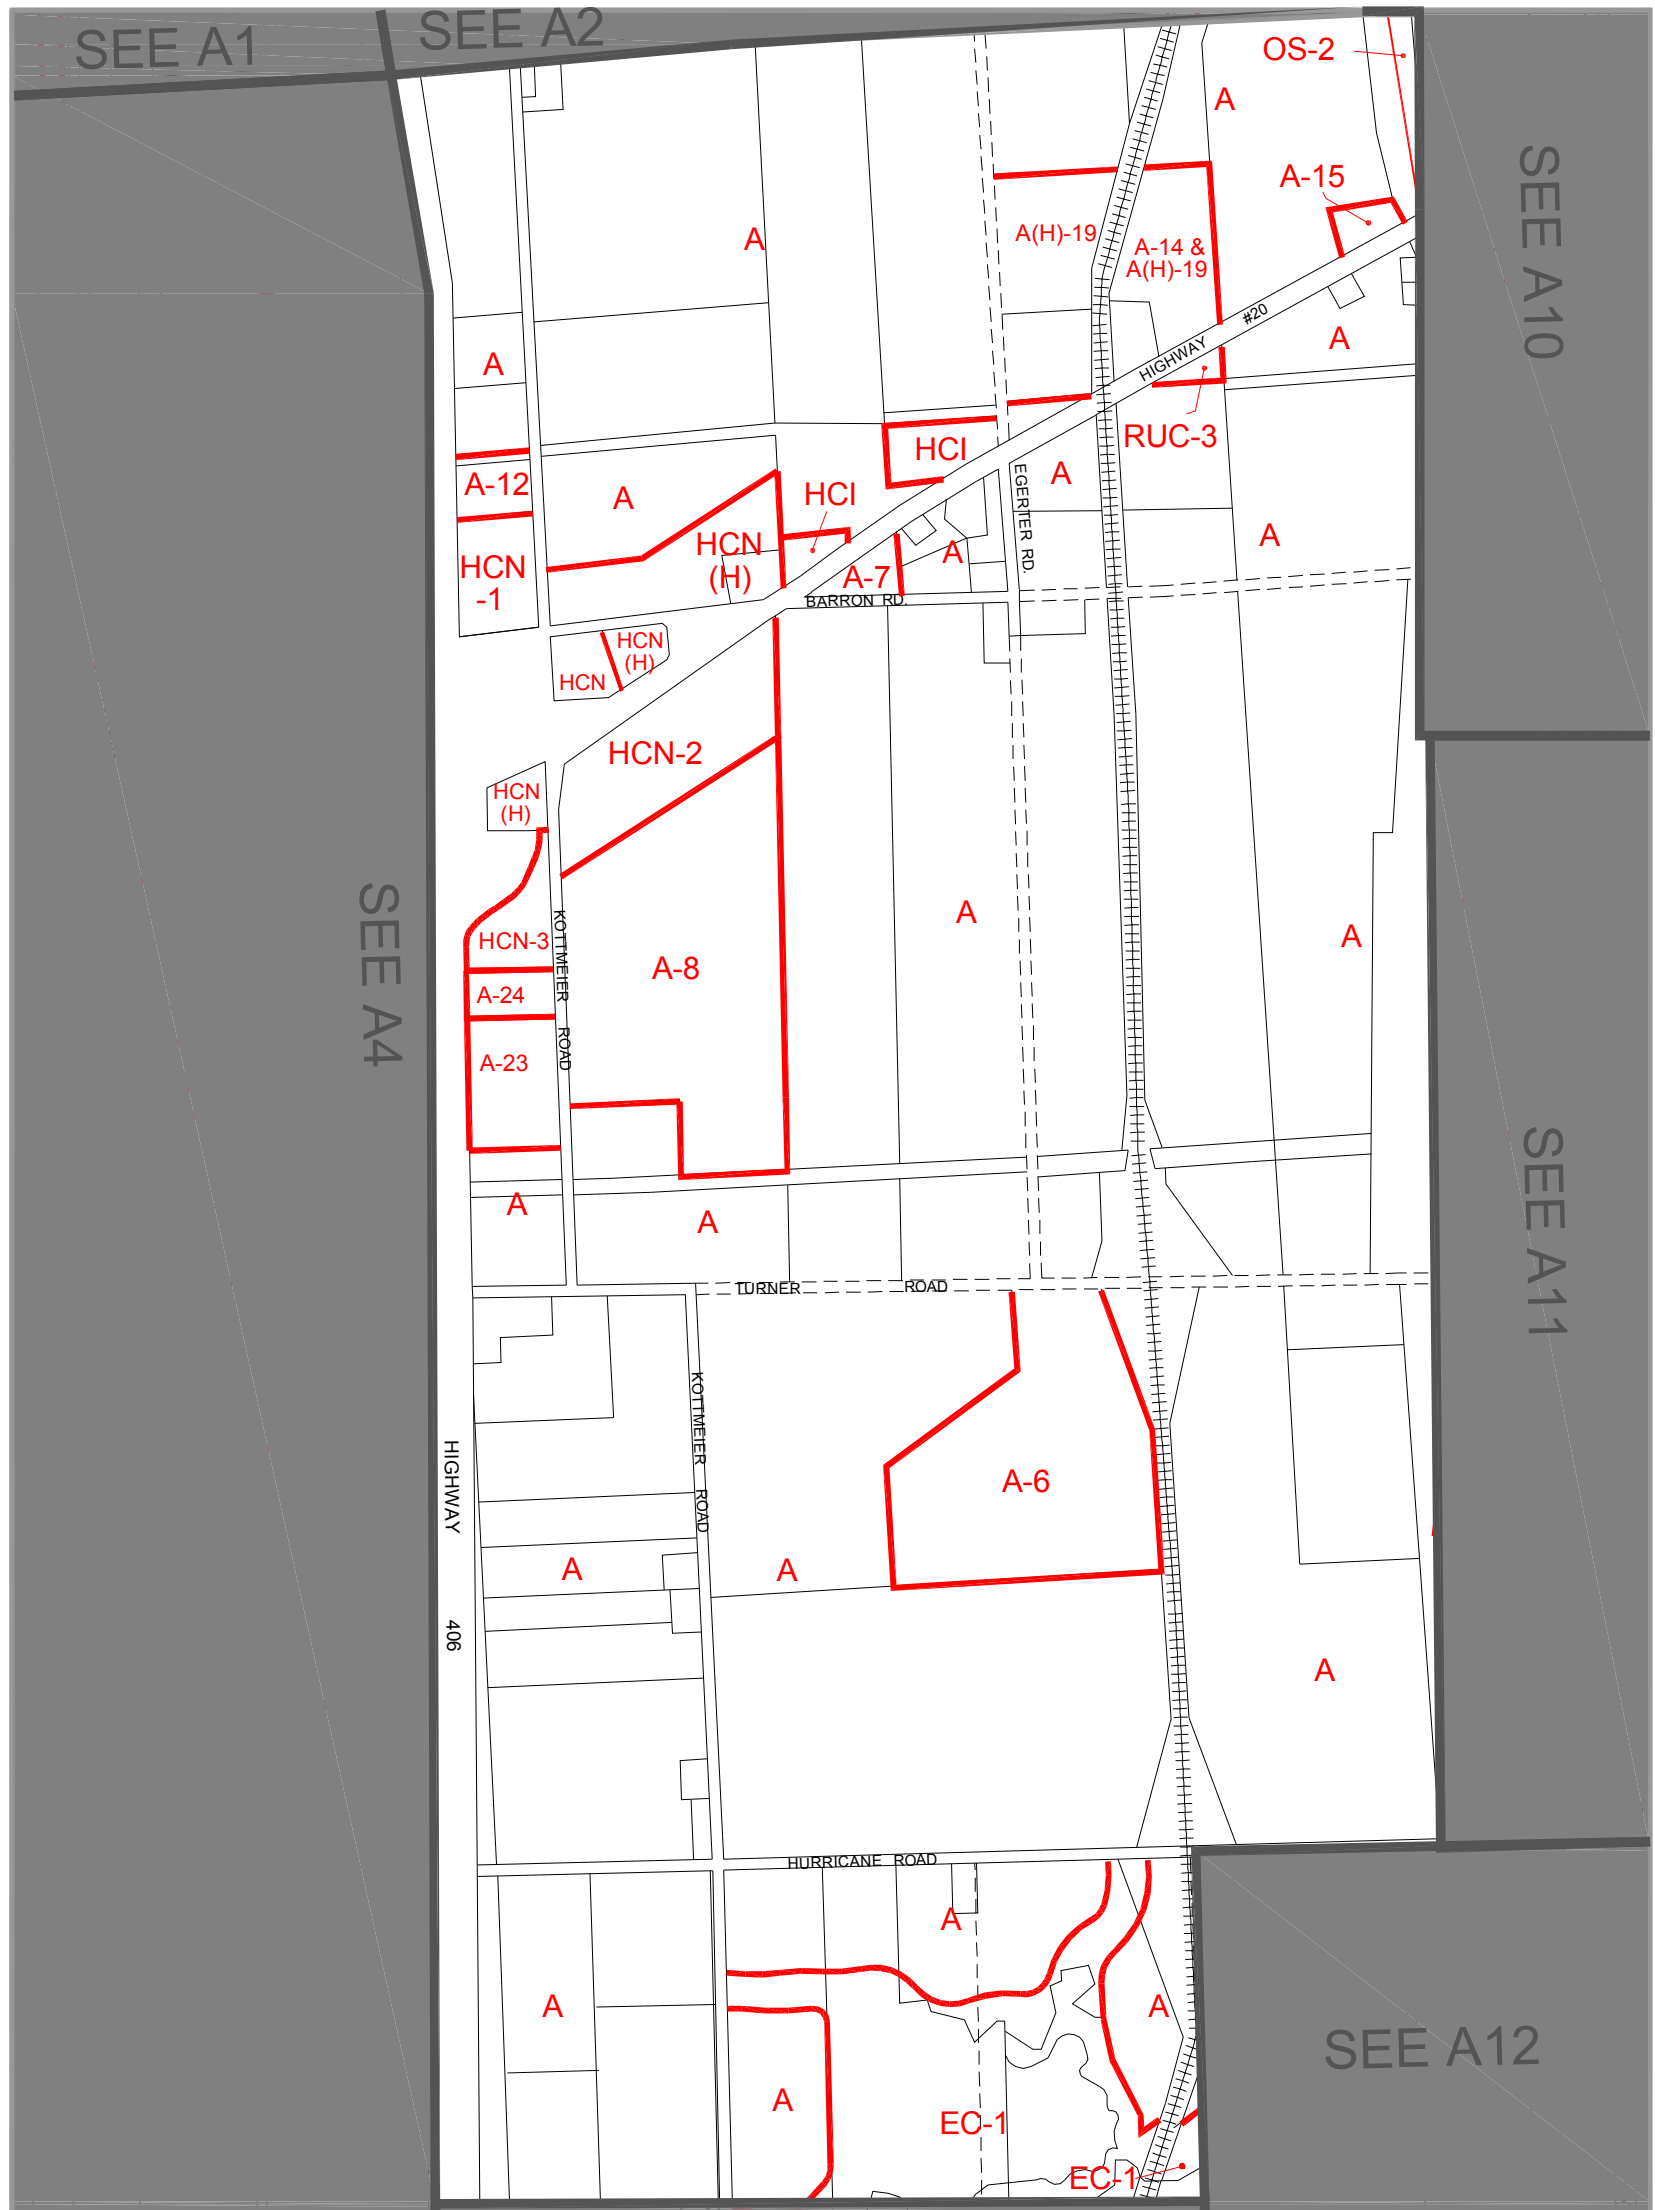 SEE A1
SEE A2
OS-2
A
A-15
SEE A10
A
A(H)-19
A-14 &
A(H)-19
#20
HIGHWAY
A
A
RUC-3
HCI
A-12
A
HCI
EGERTER RD.
A
A
HCN
-1
HCN
(H)
A-7
A
BARRON RD.
HCN
(H)
HCN
HCN-2
HCN
(H)
SEE A4
KOTTMEIER ROAD
HCN-3
A-24
A-23
A-8
A
A
SEE A11
A
A
TURNER ROAD
KOTTMEIER ROAD
HIGHWAY 406
A-6
A
A
A
HURRICANE ROAD
A
A
A
SEE A12
A
EC-1
EC-1